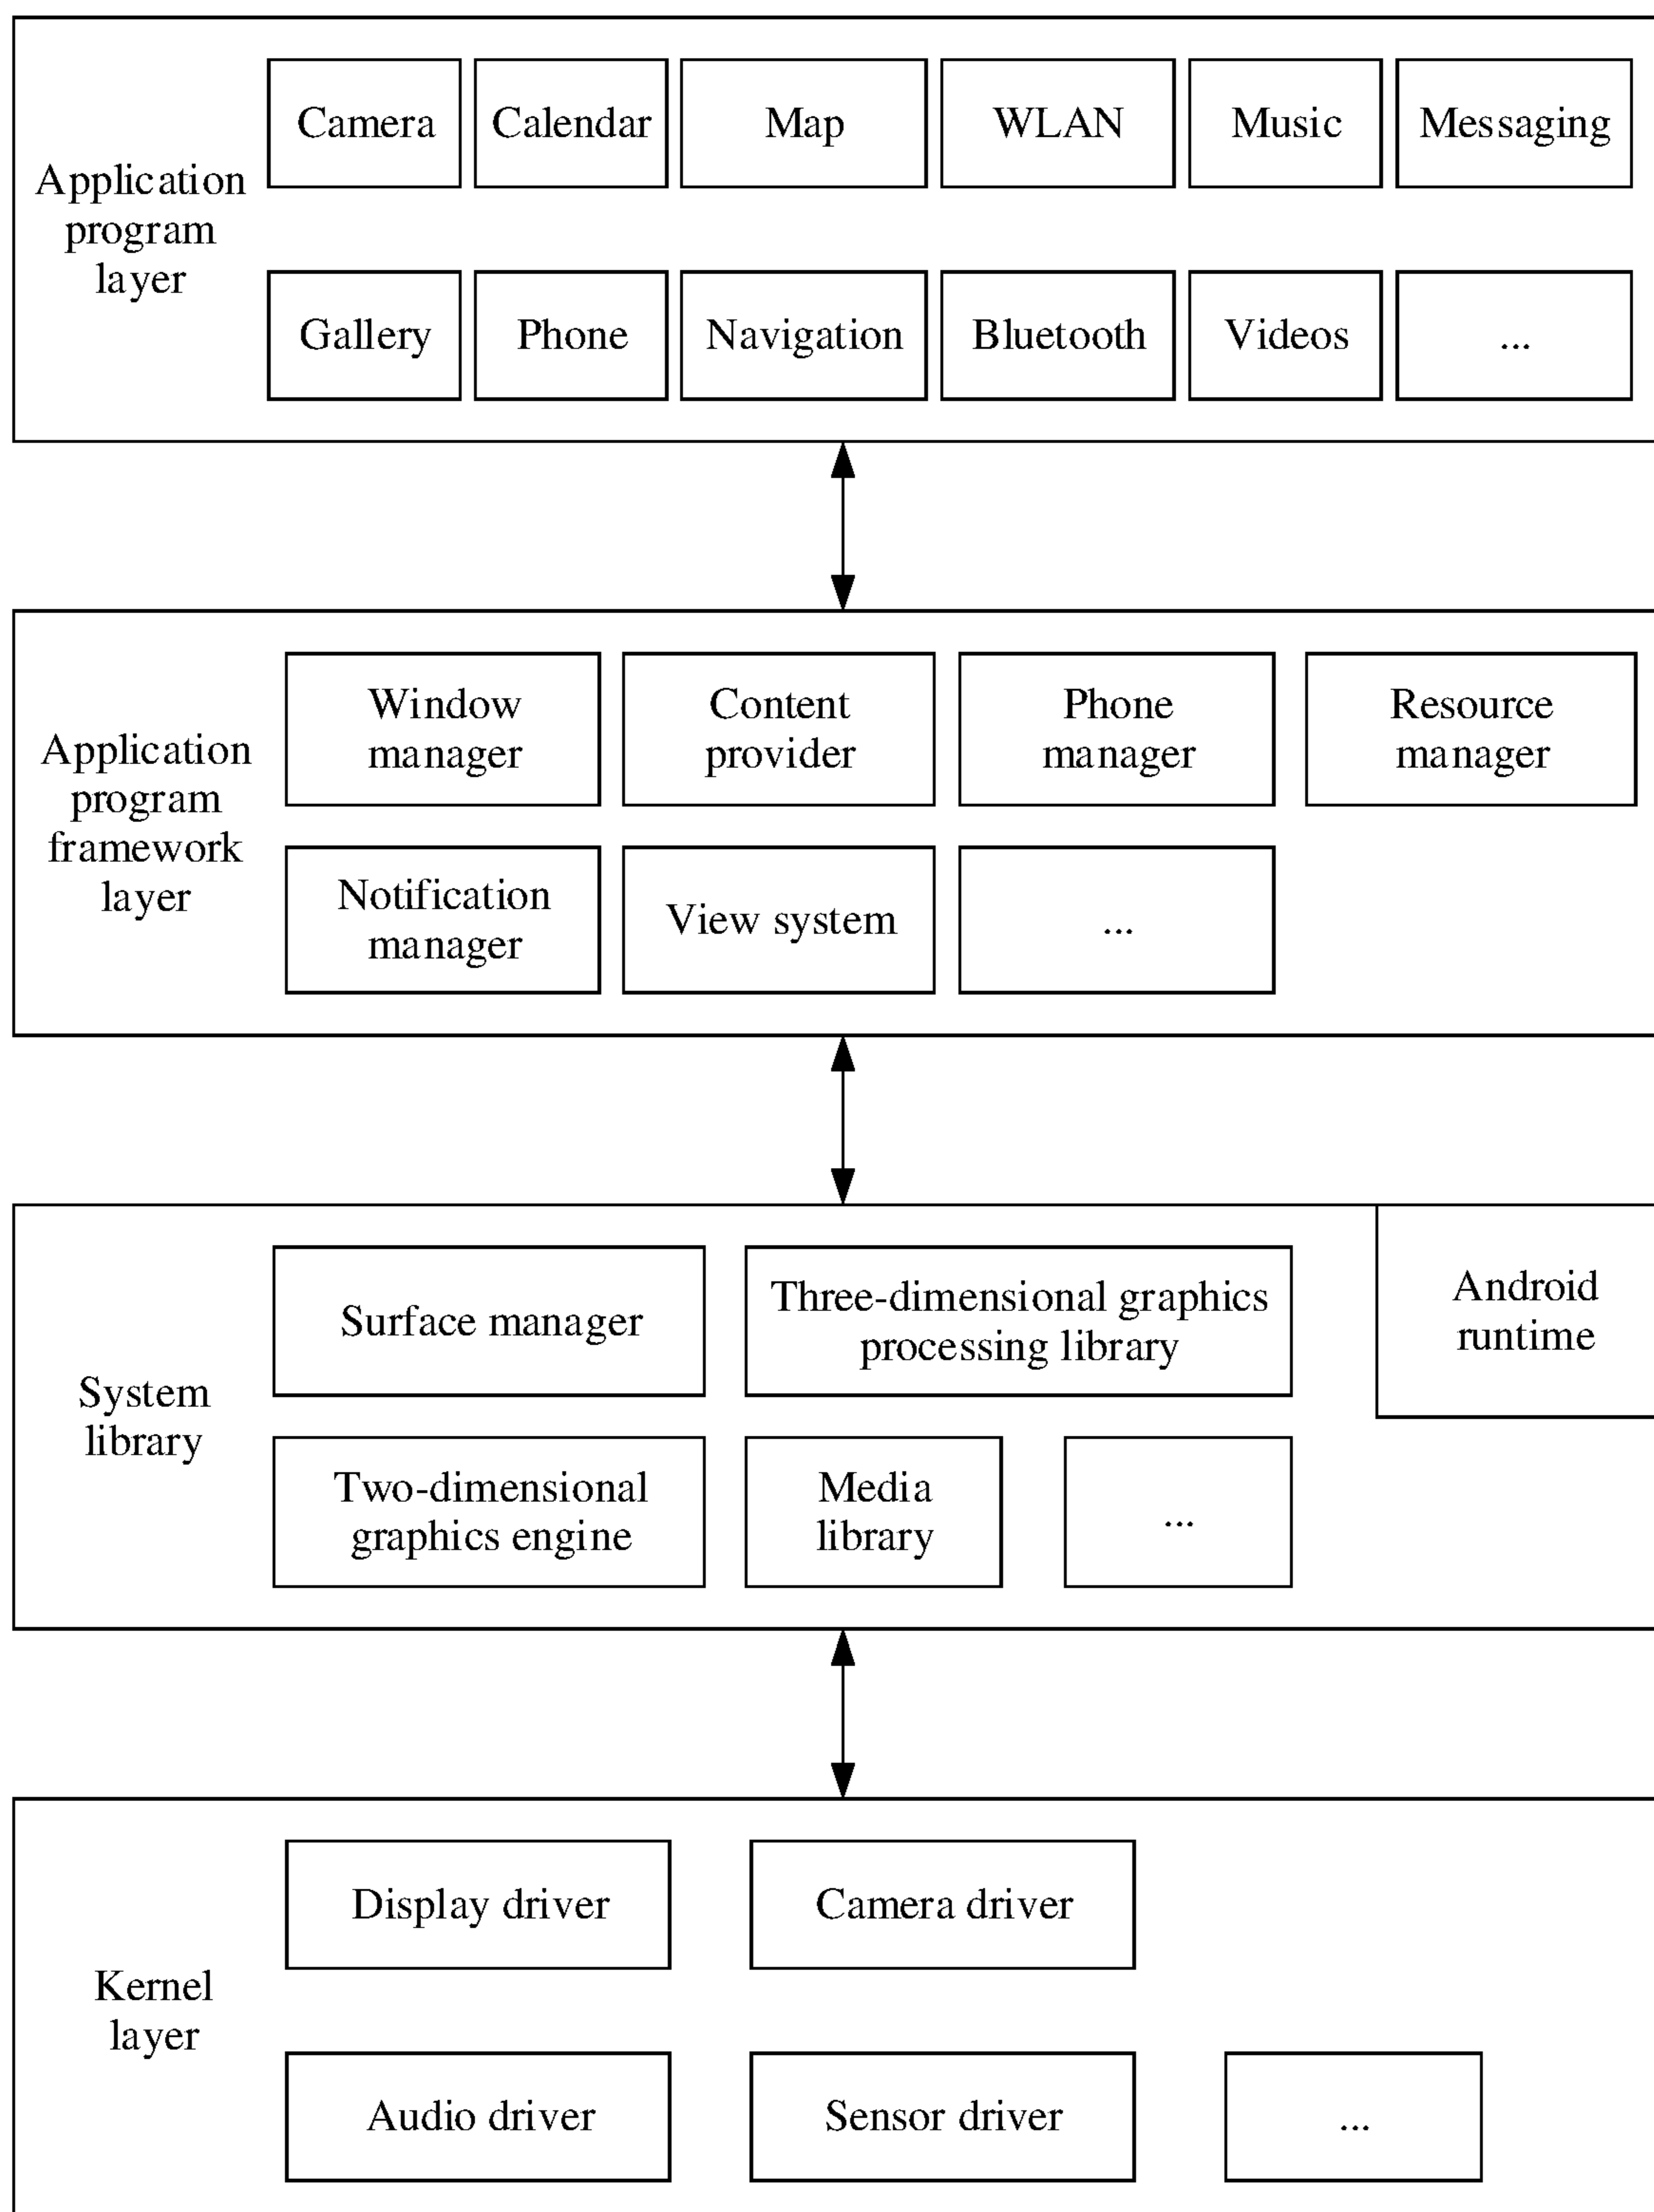 Camera
Calendar
Map
WLAN
Music
Messaging
Application
program
layer
Gallery
Phone
Navigation
Bluetooth
Videos
...
Window
manager
Content
provider
Phone
manager
Resource
manager
Application
program
framework
layer
Notification
manager
View system
...
Surface manager
Three-dimensional graphics
processing library
Android
runtime
System
library
Two-dimensional
graphics engine
Media
library
...
Display driver
Camera driver
Kernel
layer
Audio driver
Sensor driver
...